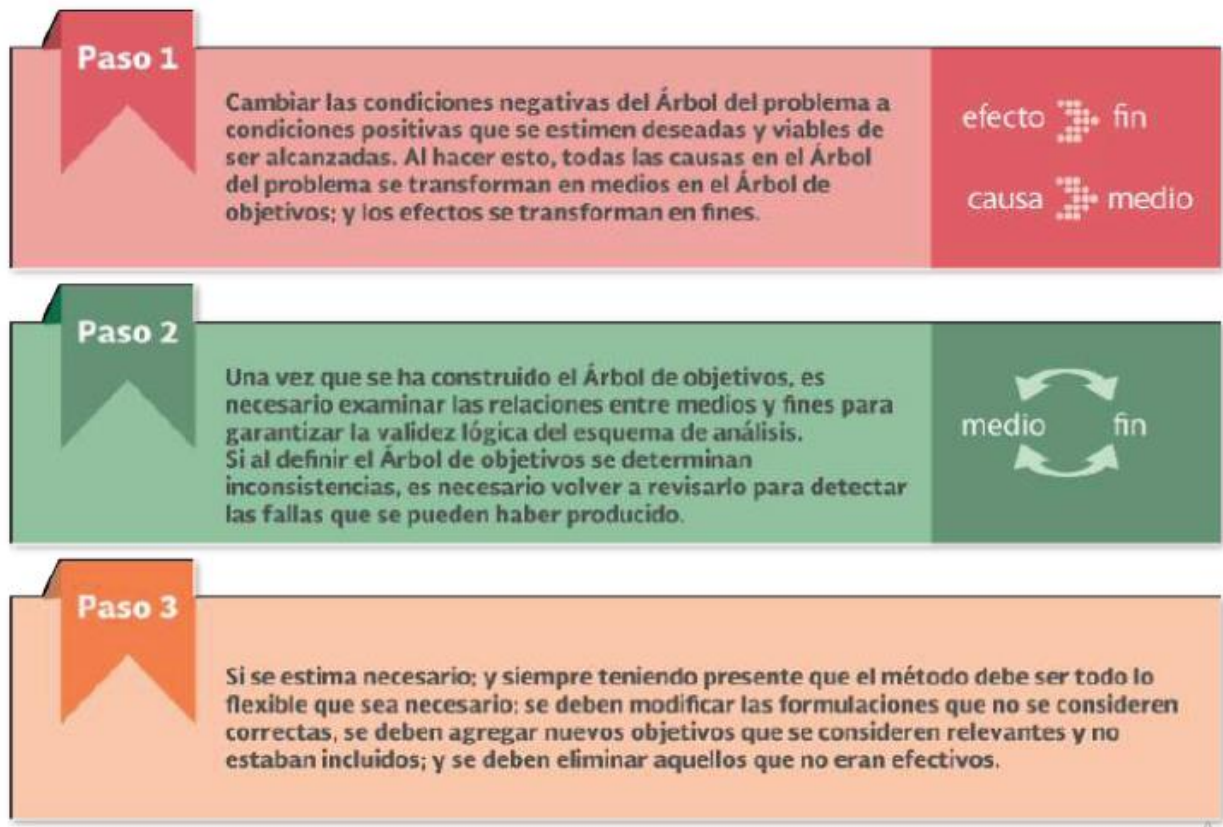 Paso 1
Cambiar las condiciones negativas del Árbol del problema a
condiciones positivas que se estimen deseadas y viables de
ser alcanzadas. Al hacer esto, todas las causas en el Árbol
del problema se transforman en medios en el Árbol de
objetivos; y los efectos se transforman en fines.
efecto fin
causa medio
Paso 2
Una vez que se ha construido el Árbol de objetivos, es
necesario examinar las relaciones entre medios y fines para
garantizar la validez lógica del esquema de análisis.
Si al definir el Árbol de objetivos se determinan
inconsistencias, es necesario volver a revisarlo para detectar
las fallas que se pueden haber producido.
medio fin
Paso 3
Si se estima necesario; y siempre teniendo presente que el método debe ser todo lo
flexible que sea necesario: se deben modificar las formulaciones que no se consideren
correctas, se deben agregar nuevos objetivos que se consideren relevantes y no
estaban incluidos; y se deben eliminar aquellos que no eran efectivos.